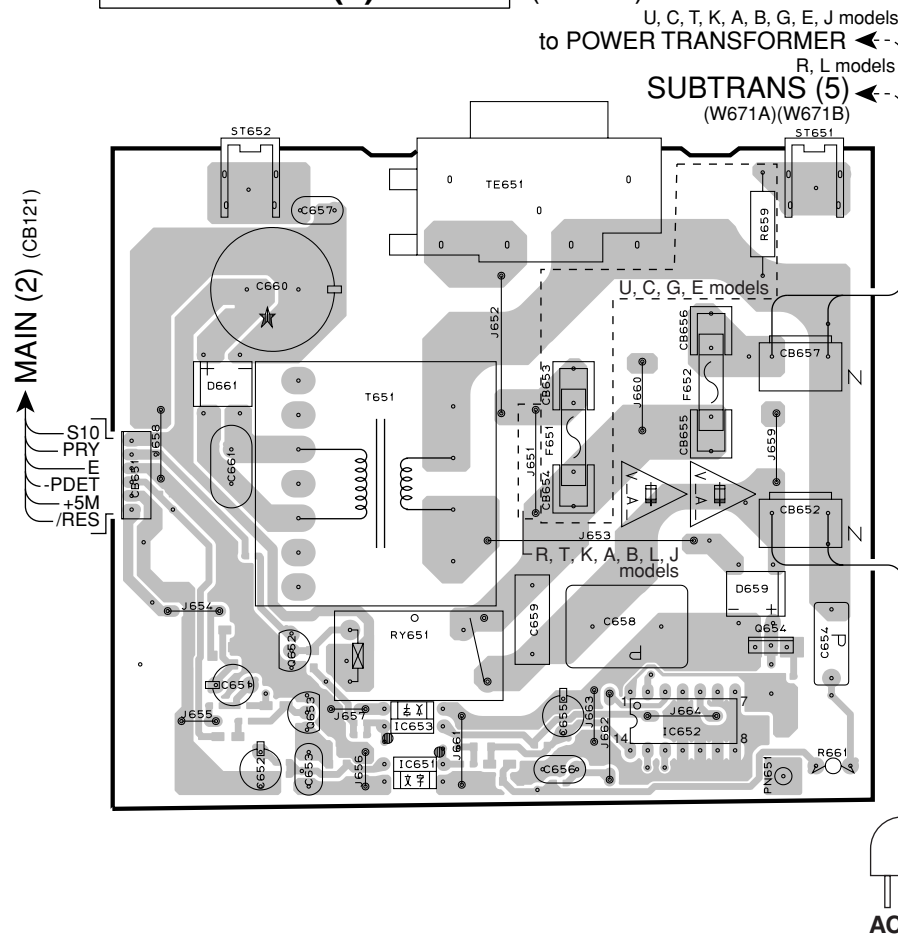 U, C, T, K, A, B, G, E, J models
to POWER TRANSFORMER
R, L models
SUBTRANS (5)
(W671A)(W671B)
ST652
ST651
MAIN (2) (CB121)
TE651
C657
R659
C660
U, C, G, E models
J652
CB656
F652
CB655
CB657
N
D661
T651
CB653
F651
CB654
J660
J659
J651
S10
PRY
E
-PDET
+5M
/RES
CB651
J658
C661
V
A
V
A
CB652
N
J653
R, T, K, A, B, L, J
models
D659
J654
RY651
C659
C658
Q654
C654
P
Q652
C651
J655
Q653
J657
IC653
J661
C655
J663
J662
1
7
J664
IC652
14
8
C652
C653
J656
IC651
C656
PN651
R661
AC